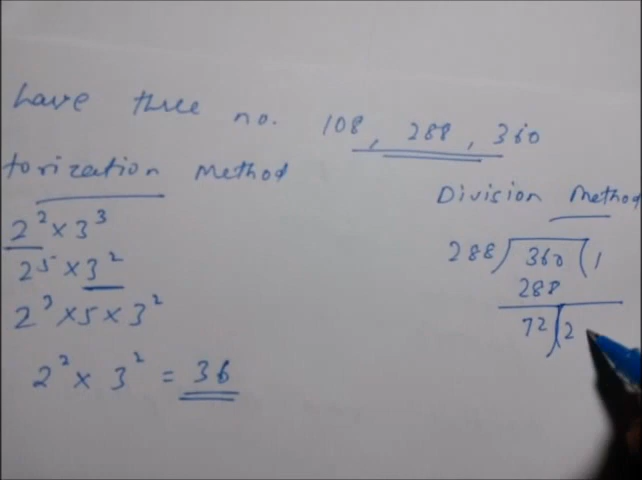 have three no. 108, 288, 360
torization Method
2² × 3³
2⁵ × 3²
2³ × 5 × 3²
2² × 3² = 36
Division Method
288) 360 (1
288
72) 2